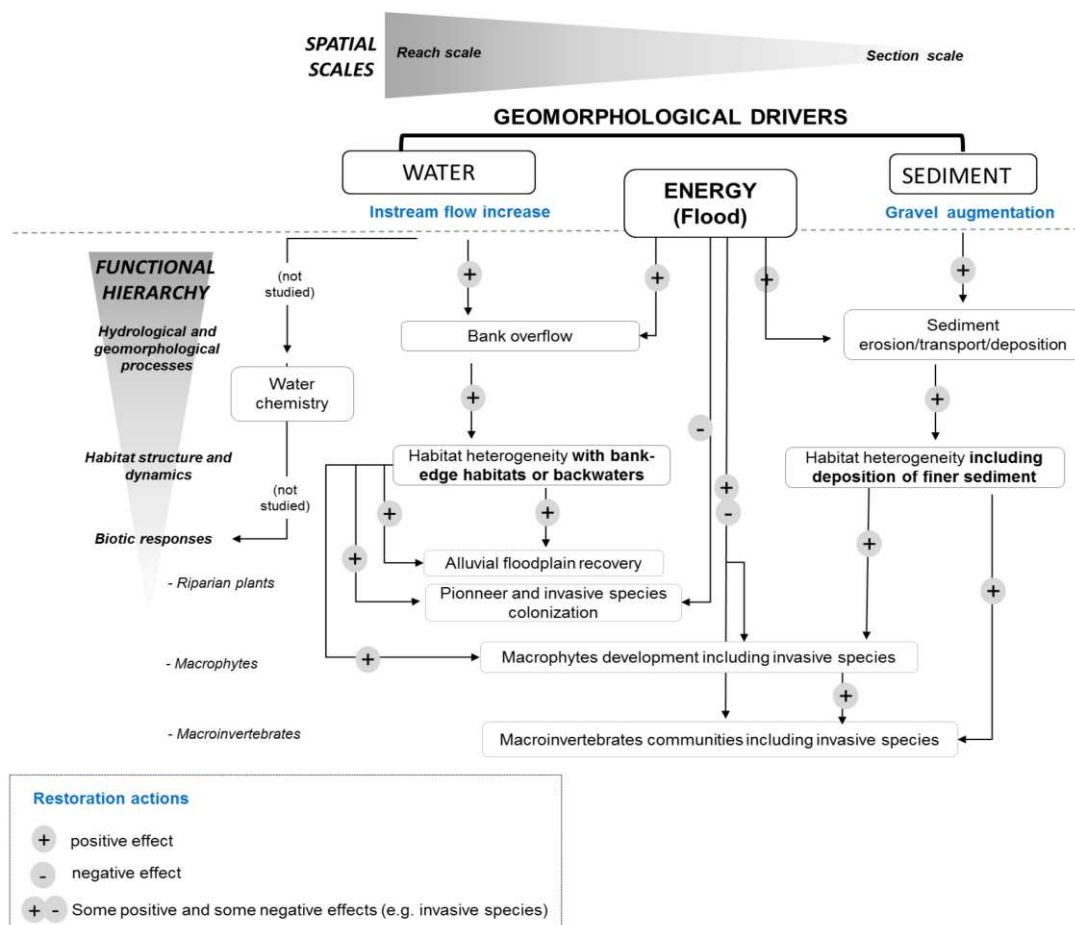 SPATIAL
SCALES
Reach scale
Section scale
GEOMORPHOLOGICAL DRIVERS
WATER
ENERGY
(Flood)
SEDIMENT
Instream flow increase
Gravel augmentation
FUNCTIONAL
HIERARCHY
(not
studied)
+
+
+
+
Hydrological and
geomorphological
processes
Bank overflow
Sediment
erosion/transport/deposition
Water
chemistry
+
+
-
Habitat structure and
dynamics
Habitat heterogeneity with bank-
edge habitats or backwaters
Habitat heterogeneity including
deposition of finer sediment
(not
studied)
+
-
+
+
+
Biotic responses
Alluvial floodplain recovery
+
- Riparian plants
Pionneer and invasive species
colonization
+
- Macrophytes
+
Macrophytes development including invasive species
+
- Macroinvertebrates
Macroinvertebrates communities including invasive species
Restoration actions
+ positive effect
- negative effect
+ - Some positive and some negative effects (e.g. invasive species)